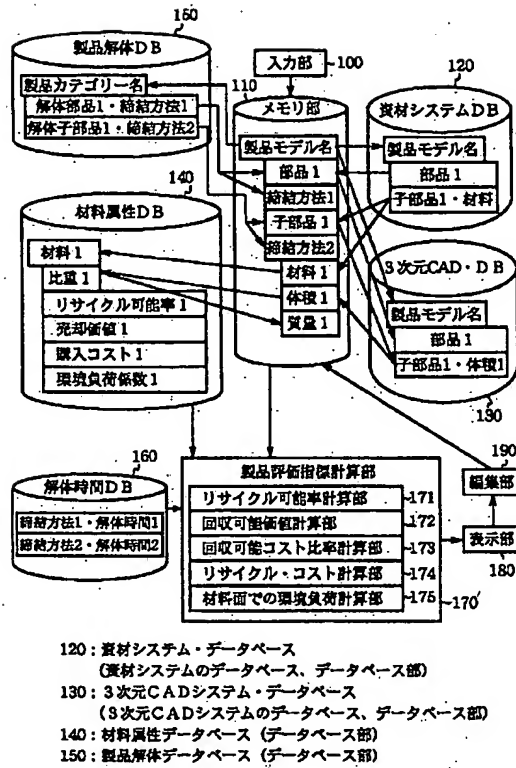 150
製品解体DB
製品カテゴリー名
解体部品1・締結方法1
解体子部品1・締結方法2
入力部
100
110
メモリ部
製品モデル名
部品1
締結方法1
子部品1
締結方法2
材料1
体積1
質量1
120
資材システムDB
製品モデル名
部品1
子部品1・材料
140
材料属性DB
材料1
比重1
リサイクル可能率1
売却価値1
購入コスト1
環境負荷係数1
3次元CAD・DB
製品モデル名
部品1
子部品1・体積1
130
160
解体時間DB
締結方法1・解体時間1
締結方法2・解体時間2
製品評価指標計算部
リサイクル可能率計算部
171
回収可能価値計算部
172
回収可能コスト比率計算部
173
リサイクル・コスト計算部
174
材料面での環境負荷計算部
175
170
190
編集部
表示部
180
120:資材システム・データベース
(資材システムのデータベース、データベース部)
130:3次元CADシステム・データベース
(3次元CADシステムのデータベース、データベース部)
140:材料属性データベース(データベース部)
150:製品解体データベース(データベース部)